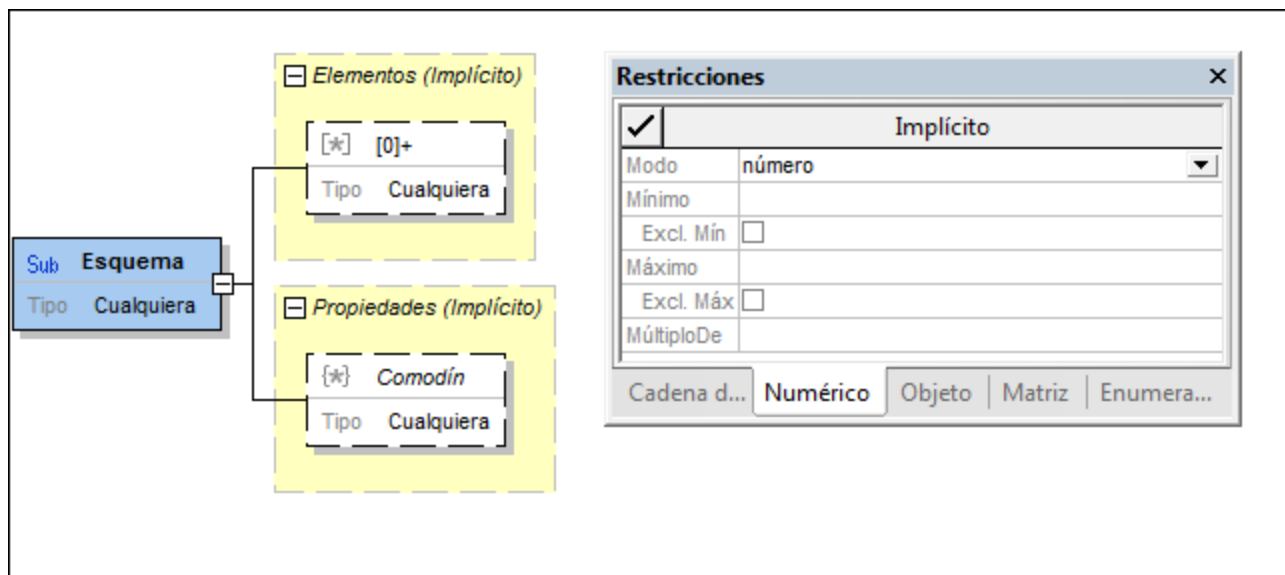 Elementos (Implícito)
[*] [0]+
Tipo Cualquiera
Sub Esquema
Tipo Cualquiera
Propiedades (Implícito)
{*} Comodín
Tipo Cualquiera
Restricciones
Implícito
Modo número
Mínimo
Excl. Mín
Máximo
Excl. Máx
MúltiploDe
Cadena d... Numérico Objeto Matriz Enumera...